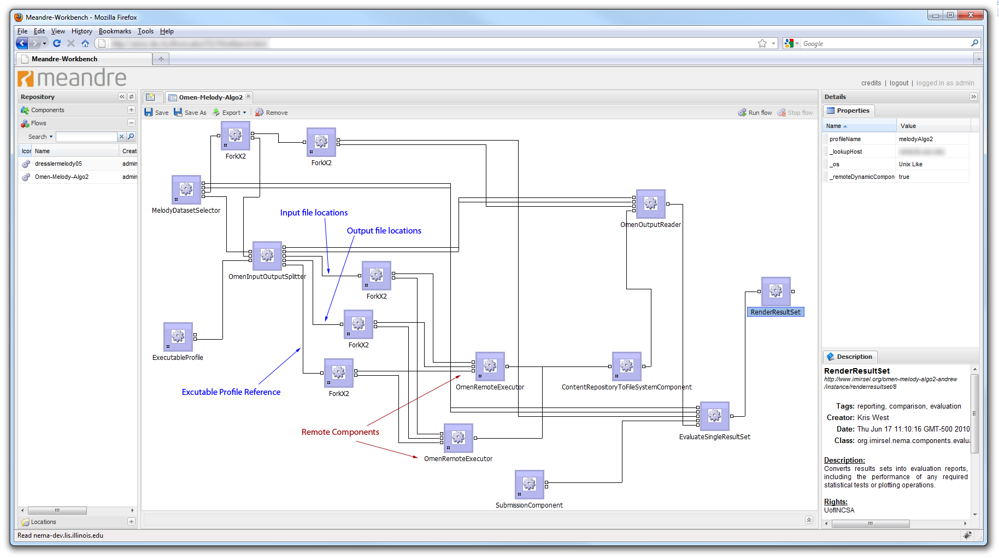 Meandre-Workbench - Mozilla Firefox
File Edit View History Bookmarks Tools Help
Google
Meandre-Workbench
meandre
credits | logout | logged in as admin
Repository
Components
Flows
Search
Icor Name Creat
dresslermelody05 admin
Omen-Melody-Algo2 admin
Locations
Omen-Melody-Algo2
Save Save As Export Remove
Run flow Stop flow
ForkX2
ForkX2
MelodyDatasetSelector
Input file locations
OmenOutputReader
Output file locations
OmenInputOutputSplitter
ForkX2
RenderResultSet
ForkX2
ExecutableProfile
OmenRemoteExecutor
ContentRepositoryToFileSystemComponent
Excutable Profile Reference
ForkX2
Remote Components
EvaluateSingleResultSet
OmenRemoteExecutor
SubmissionComponent
Details
Properties
Name Value
profileName melodyAlgo2
_lookupHost
_os Unix Like
_remoteDynamicCompon true
Description
RenderResultSet
http://www.imirsel.org/omen-melody-algo2-andrew
/instance/renderresultset/8
Tags: reporting, comparison, evaluation
Creator: Kris West
Date: Thu Jun 17 11:10:16 GMT-500 2010
Class: org.imirsel.nema.components.evalua
Description:
Converts results sets into evaluation reports,
including the performance of any required
statistical tests or plotting operations.
Rights:
UofINCSA
Read nema-dev.lis.illinois.edu